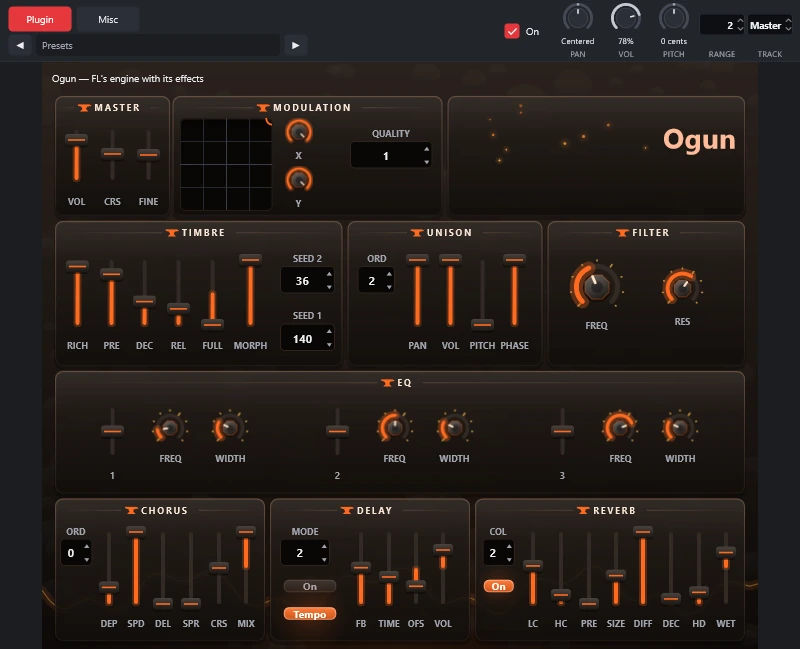 Plugin
Misc
Presets
On
Centered
78%
0 cents
2
Master
PAN
VOL
PITCH
RANGE
TRACK
Ogun — FL's engine with its effects
MASTER
VOL
CRS
FINE
MODULATION
X
Y
QUALITY
1
Ogun
TIMBRE
RICH
PRE
DEC
REL
FULL
MORPH
SEED 2
36
SEED 1
140
UNISON
ORD
2
PAN
VOL
PITCH
PHASE
FILTER
FREQ
RES
EQ
1
FREQ
WIDTH
2
FREQ
WIDTH
3
FREQ
WIDTH
CHORUS
ORD
0
DEP
SPD
DEL
SPR
CRS
MIX
DELAY
MODE
2
On
Tempo
FB
TIME
OFS
VOL
REVERB
COL
2
On
LC
HC
PRE
SIZE
DIFF
DEC
HD
WET